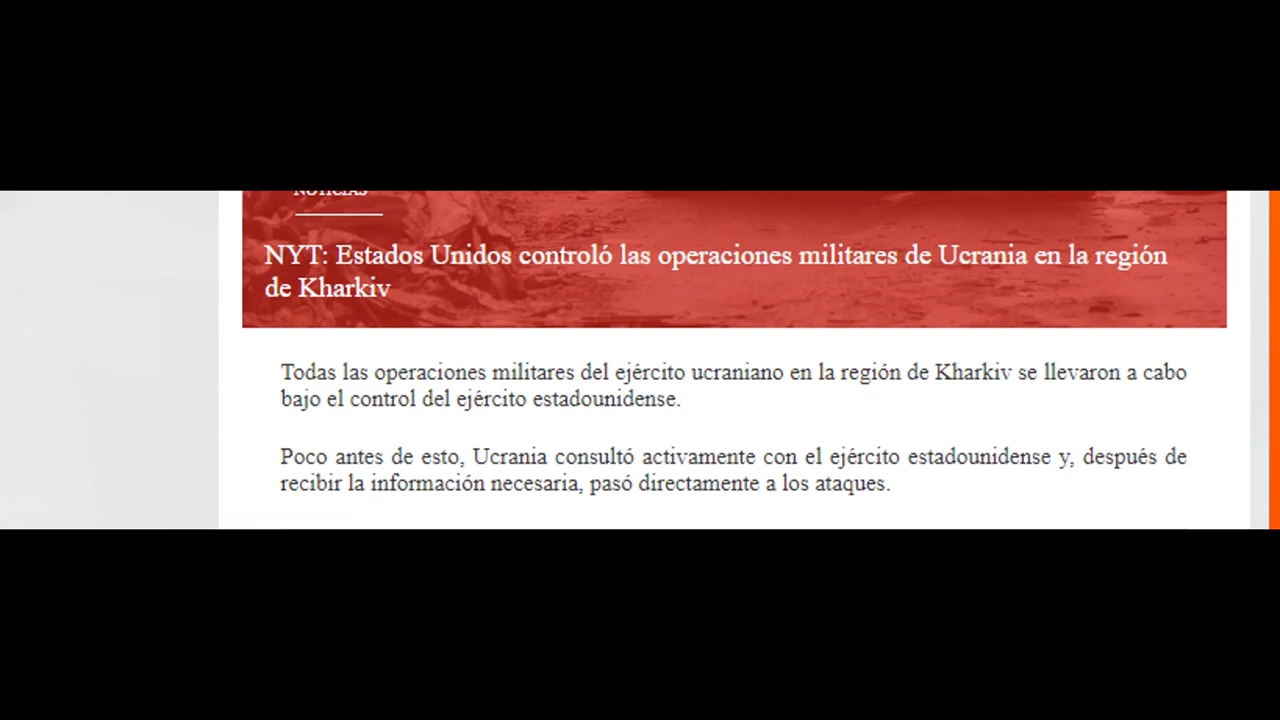 NOTICIAS
NYT: Estados Unidos controló las operaciones militares de Ucrania en la región
de Kharkiv
Todas las operaciones militares del ejército ucraniano en la región de Kharkiv se llevaron a cabo
bajo el control del ejército estadounidense.
Poco antes de esto, Ucrania consultó activamente con el ejército estadounidense y, después de
recibir la información necesaria, pasó directamente a los ataques.